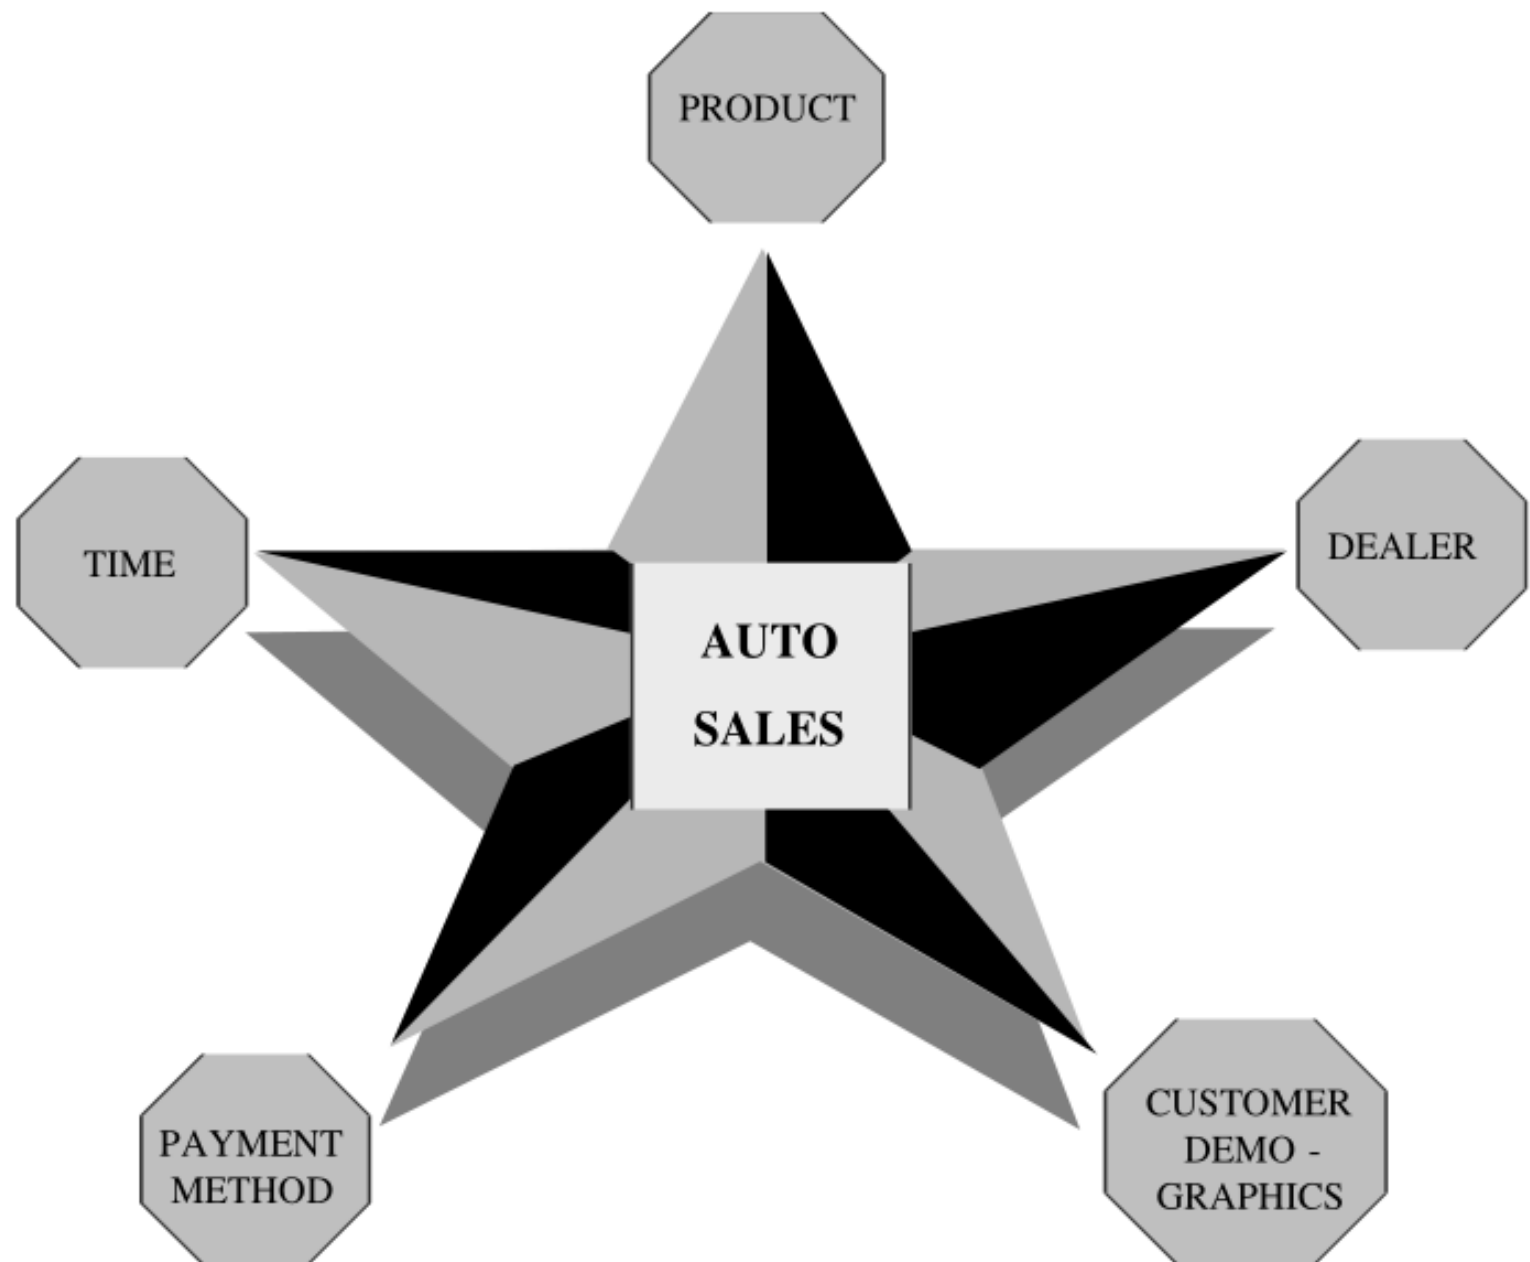 PRODUCT
TIME
DEALER
AUTO
SALES
PAYMENT
METHOD
CUSTOMER
DEMO -
GRAPHICS